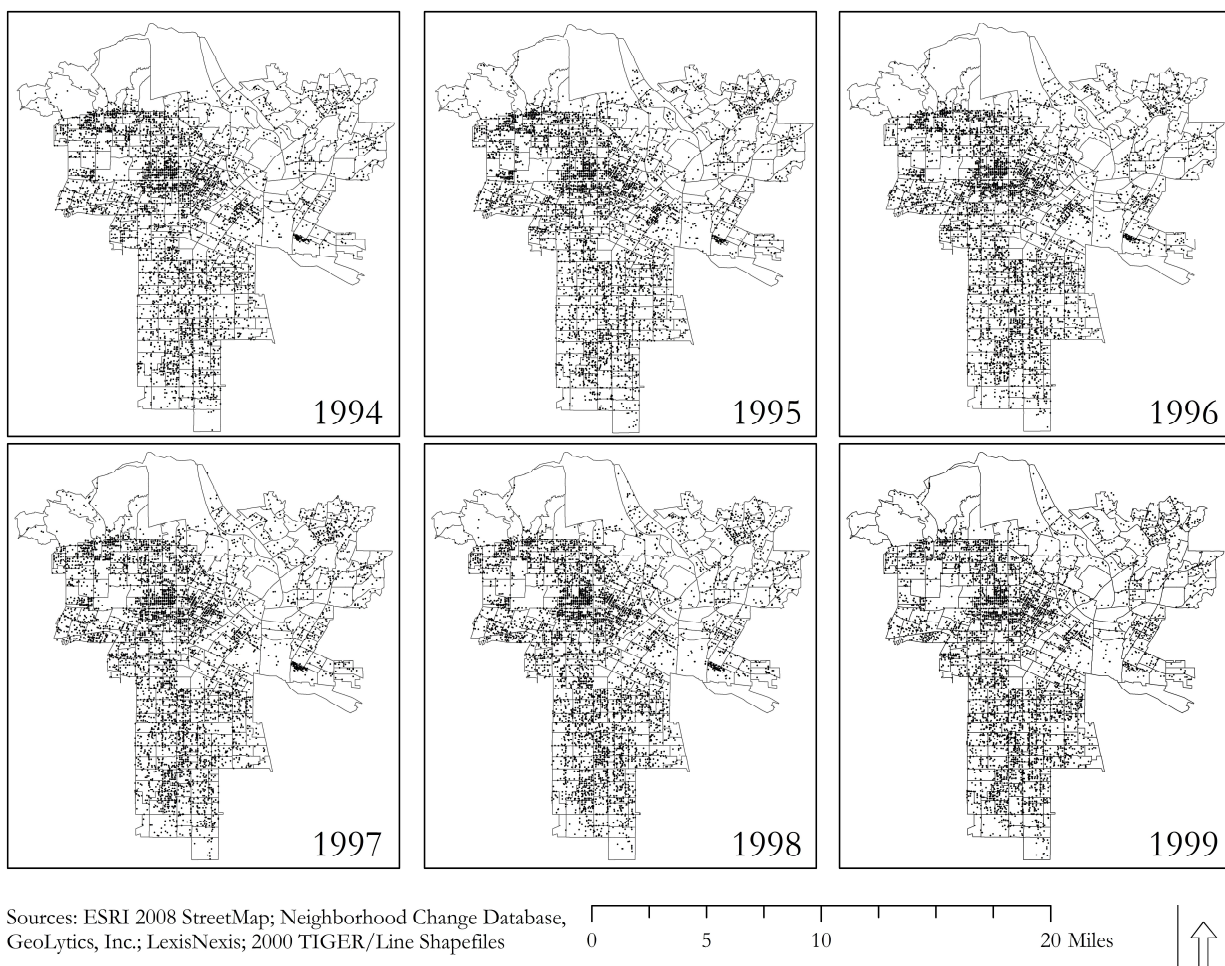 1994
1995
1996
1997
1998
1999
Sources: ESRI 2008 StreetMap; Neighborhood Change Database,
GeoLytics, Inc.; LexisNexis; 2000 TIGER/Line Shapefiles
0 5 10 20 Miles